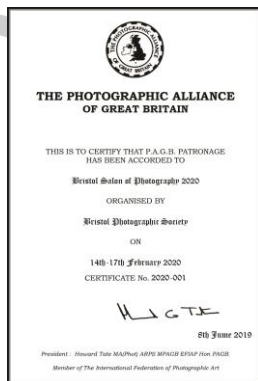 THE PHOTOGRAPHIC ALLIANCE
OF GREAT BRITAIN
THE PHOTOGRAPHIC ALLIANCE
OF GREAT BRITAIN
THIS IS TO CERTIFY THAT P.A.G.B. PATRONAGE
HAS BEEN ACCORDED TO
Bristol Salon of Photography 2020
ORGANISED BY
Bristol Photographic Society
ON
14th-17th February 2020
CERTIFICATE No. 2020-001
8th June 2019
President : Howard Tate MA(Phot) ARPS MPAGB EFIAP Hon PAGB
Member of The International Federation of Photographic Art